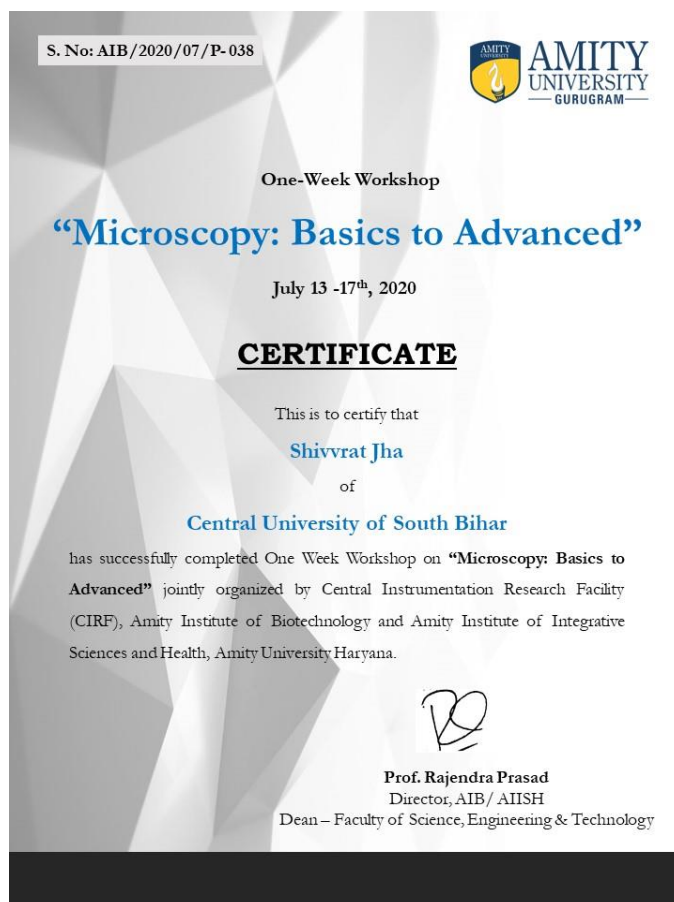 S. No: AIB/2020/07/P-038
AMITY
UNIVERSITY
AMITY
UNIVERSITY
GURUGRAM
One-Week Workshop
“Microscopy: Basics to Advanced”
July 13 -17th, 2020
CERTIFICATE
This is to certify that
Shivvrat Jha
of
Central University of South Bihar
has successfully completed One Week Workshop on “Microscopy: Basics to
Advanced” jointly organized by Central Instrumentation Research Facility
(CIRF), Amity Institute of Biotechnology and Amity Institute of Integrative
Sciences and Health, Amity University Haryana.
Prof. Rajendra Prasad
Director, AIB/ AIISH
Dean – Faculty of Science, Engineering & Technology